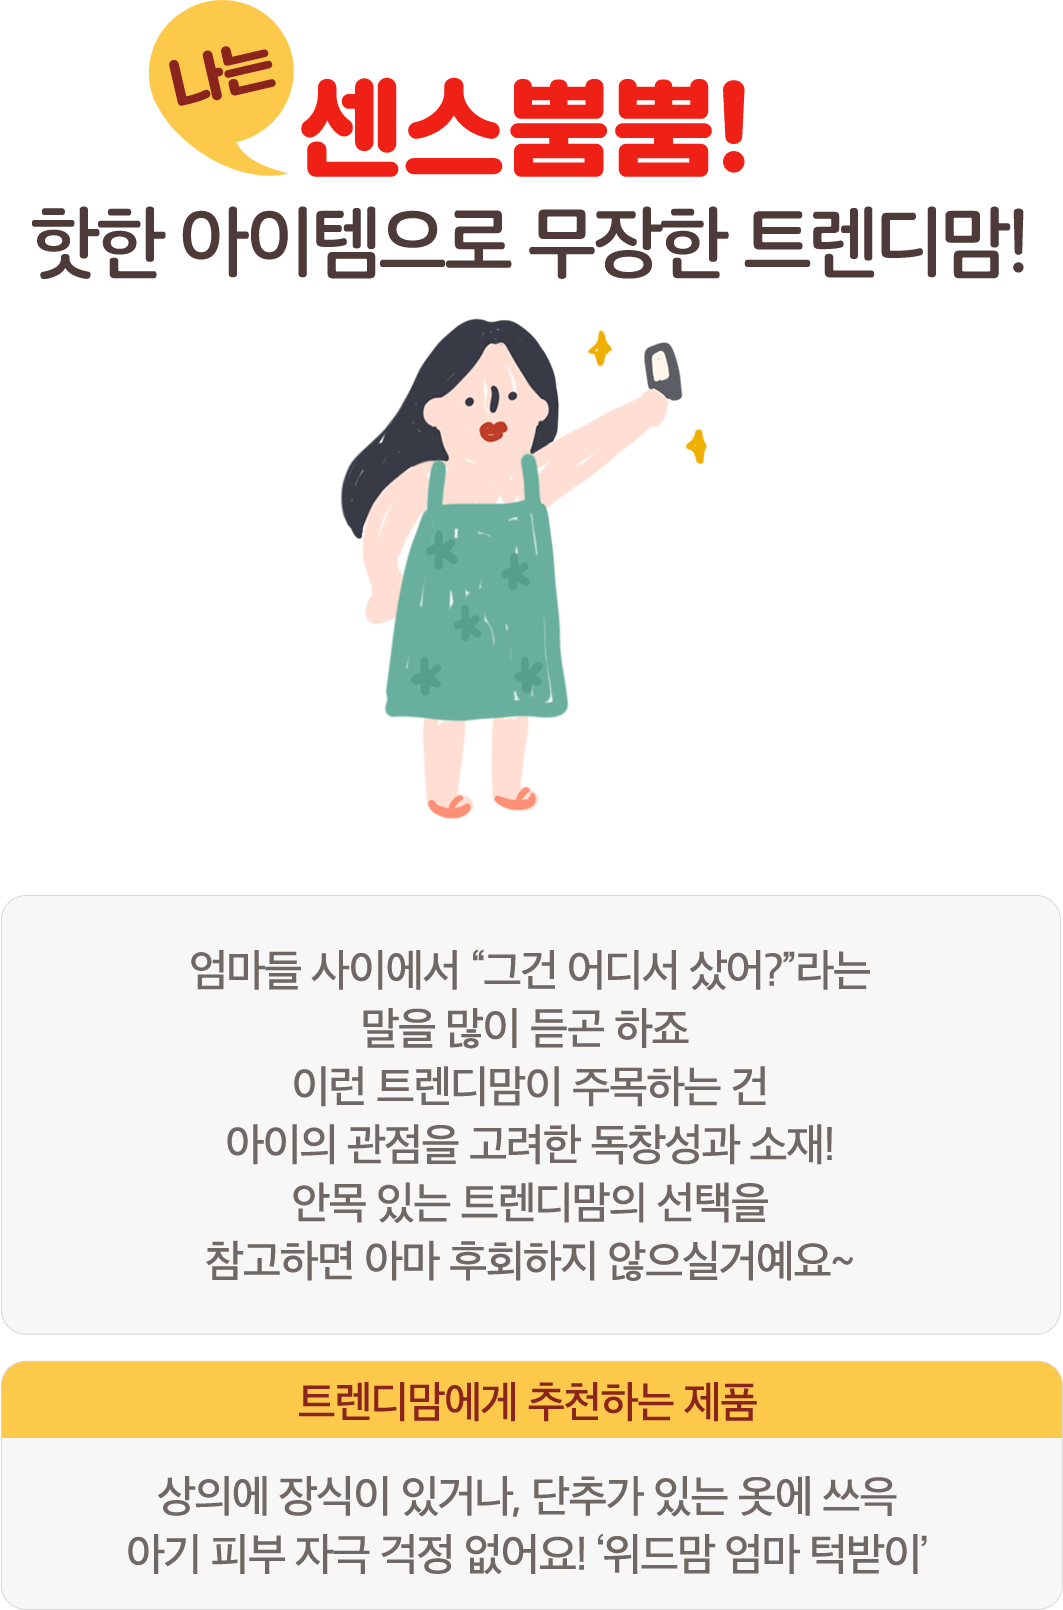 나는
센스뿜뿜!
핫한 아이템으로 무장한 트렌디맘!
엄마들 사이에서 “그건 어디서 샀어?”라는
말을 많이 듣곤 하죠
이런 트렌디맘이 주목하는 건
아이의 관점을 고려한 독창성과 소재!
안목 있는 트렌디맘의 선택을
참고하면 아마 후회하지 않으실거예요~
트렌디맘에게 추천하는 제품
상의에 장식이 있거나, 단추가 있는 옷에 쓰윽
아기 피부 자극 걱정 없어요! ‘위드맘 엄마 턱받이’